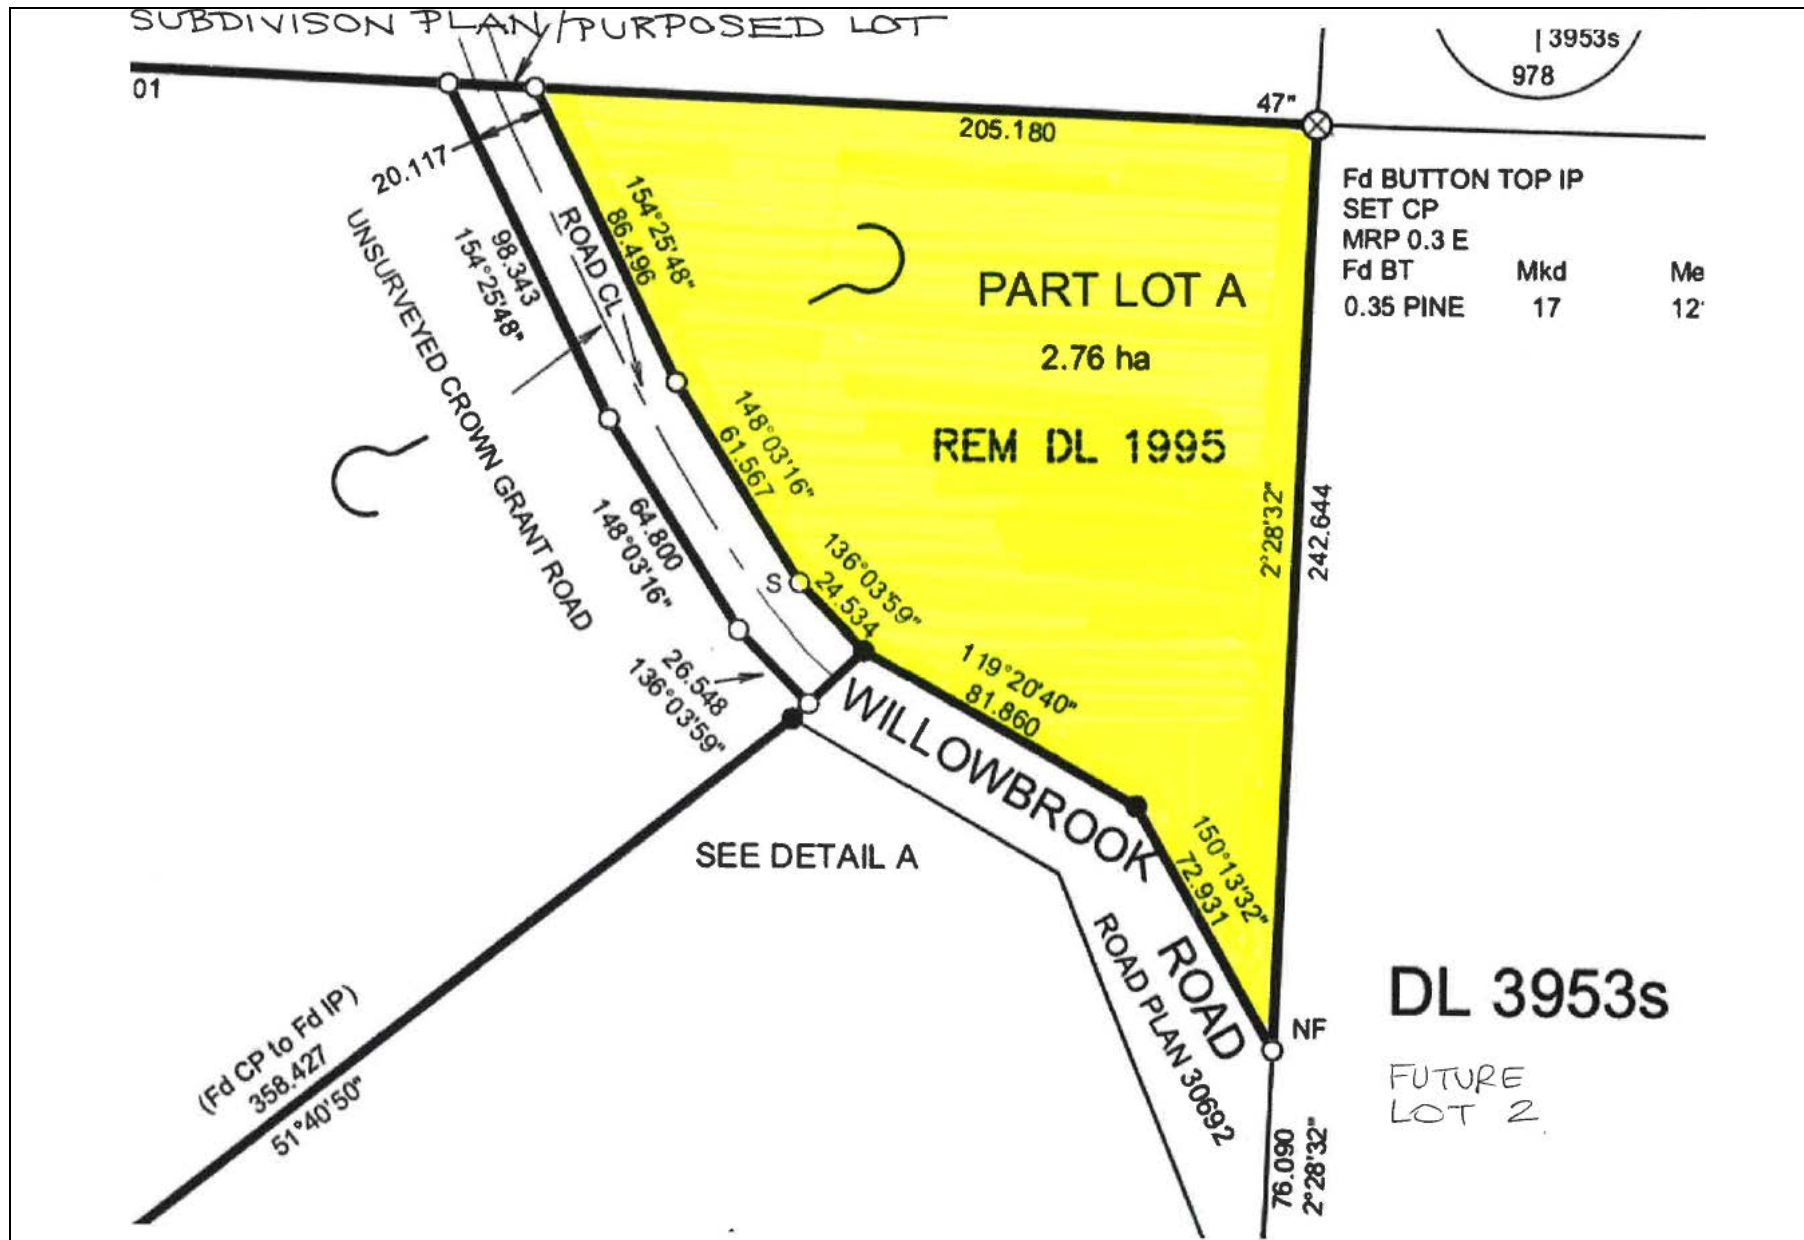 SUBDIVISON PLAN/PURPOSED LOT
01
47"
| 3953s
978
205.180
20.117
Fd BUTTON TOP IP
SET CP
MRP 0.3 E
Fd BT Mkd Me
0.35 PINE 17 12
154°25'48"
86.496
ROAD CL
98.343
154°25'48"
UNSURVEYED CROWN GRANT ROAD
PART LOT A
2.76 ha
REM DL 1995
148°03'16"
61.567
64.800
148°03'16"
2°28'32"
242.644
S
136°03'59"
24.534
26.548
136°03'59"
119°20'40"
81.860
WILLOWBROOK ROAD
SEE DETAIL A
150°13'32"
72.931
ROAD PLAN 30692
DL 3953s
NF
FUTURE
LOT 2
(Fd CP to Fd IP)
358.427
51°40'50"
76.090
2°28'32"